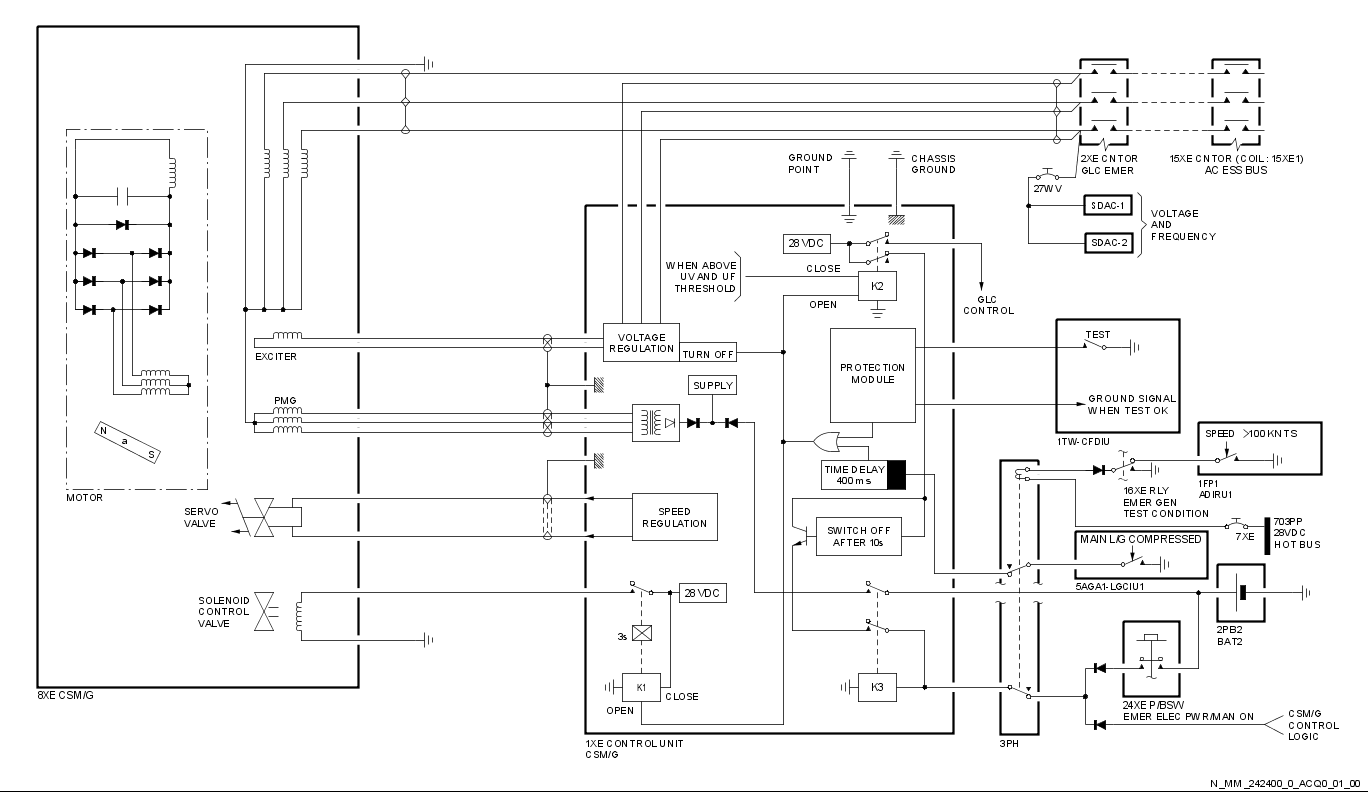 GROUND
POINT
CHASSIS
GROUND
2XE CNTOR
GLC EMER
15XE CNTOR (COIL: 15XE1)
AC ESS BUS
27WV
SDAC-1
SDAC-2
VOLTAGE
AND
FREQUENCY
28 VDC
WHEN ABOVE
UV AND UF
THRESHOLD
CLOSE
OPEN
K2
GLC
CONTROL
VOLTAGE
REGULATION
TURN OFF
EXCITER
PROTECTION
MODULE
TEST
GROUND SIGNAL
WHEN TEST OK
1TW-CFDIU
SUPPLY
PMG
N
a
S
MOTOR
TIME DELAY
400 ms
SPEED >100 KNTS
1FP1
ADIRU1
16XE RLY
EMER GEN
TEST CONDITION
703PP
28VDC
HOT BUS
7XE
SERVO
VALVE
SPEED
REGULATION
SWITCH OFF
AFTER 10s
MAIN L/G COMPRESSED
5AGA1-LGCIU1
SOLENOID
CONTROL
VALVE
28 VDC
3s
K1
CLOSE
OPEN
K3
2PB2
BAT2
24XE P/BSW
EMER ELEC PWR/MAN ON
CSM/G
CONTROL
LOGIC
8XE CSM/G
1XE CONTROL UNIT
CSM/G
3PH
N_MM_242400_0_ACQ0_01_00